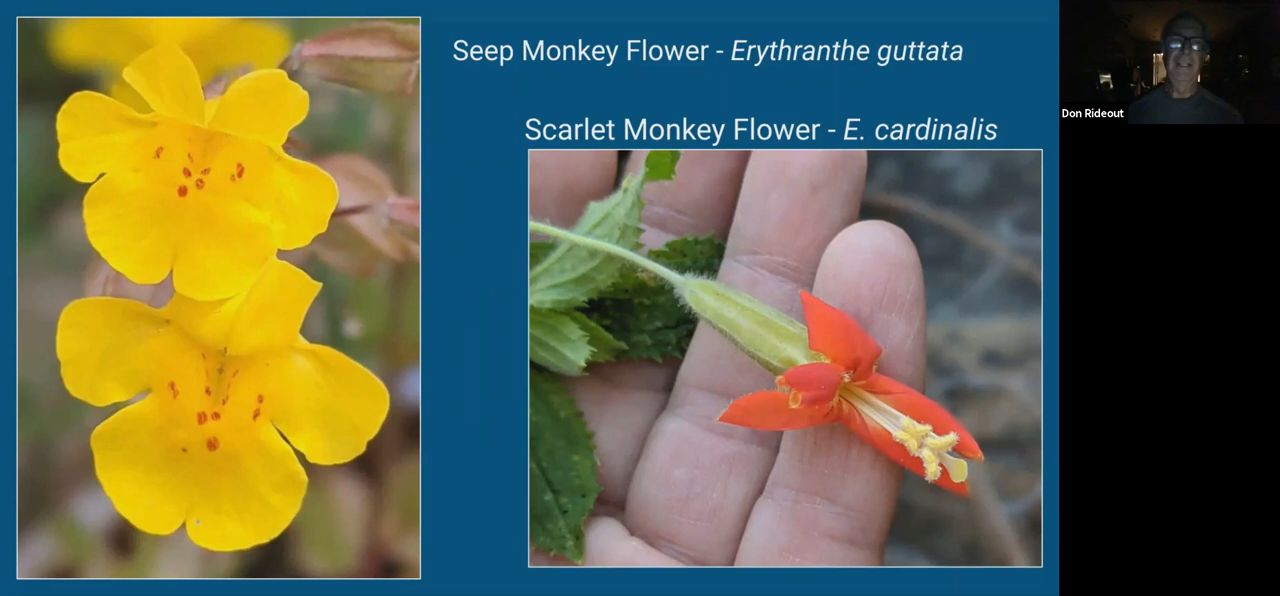 Seep Monkey Flower - Erythranthe guttata
Scarlet Monkey Flower - E. cardinalis
Don Rideout